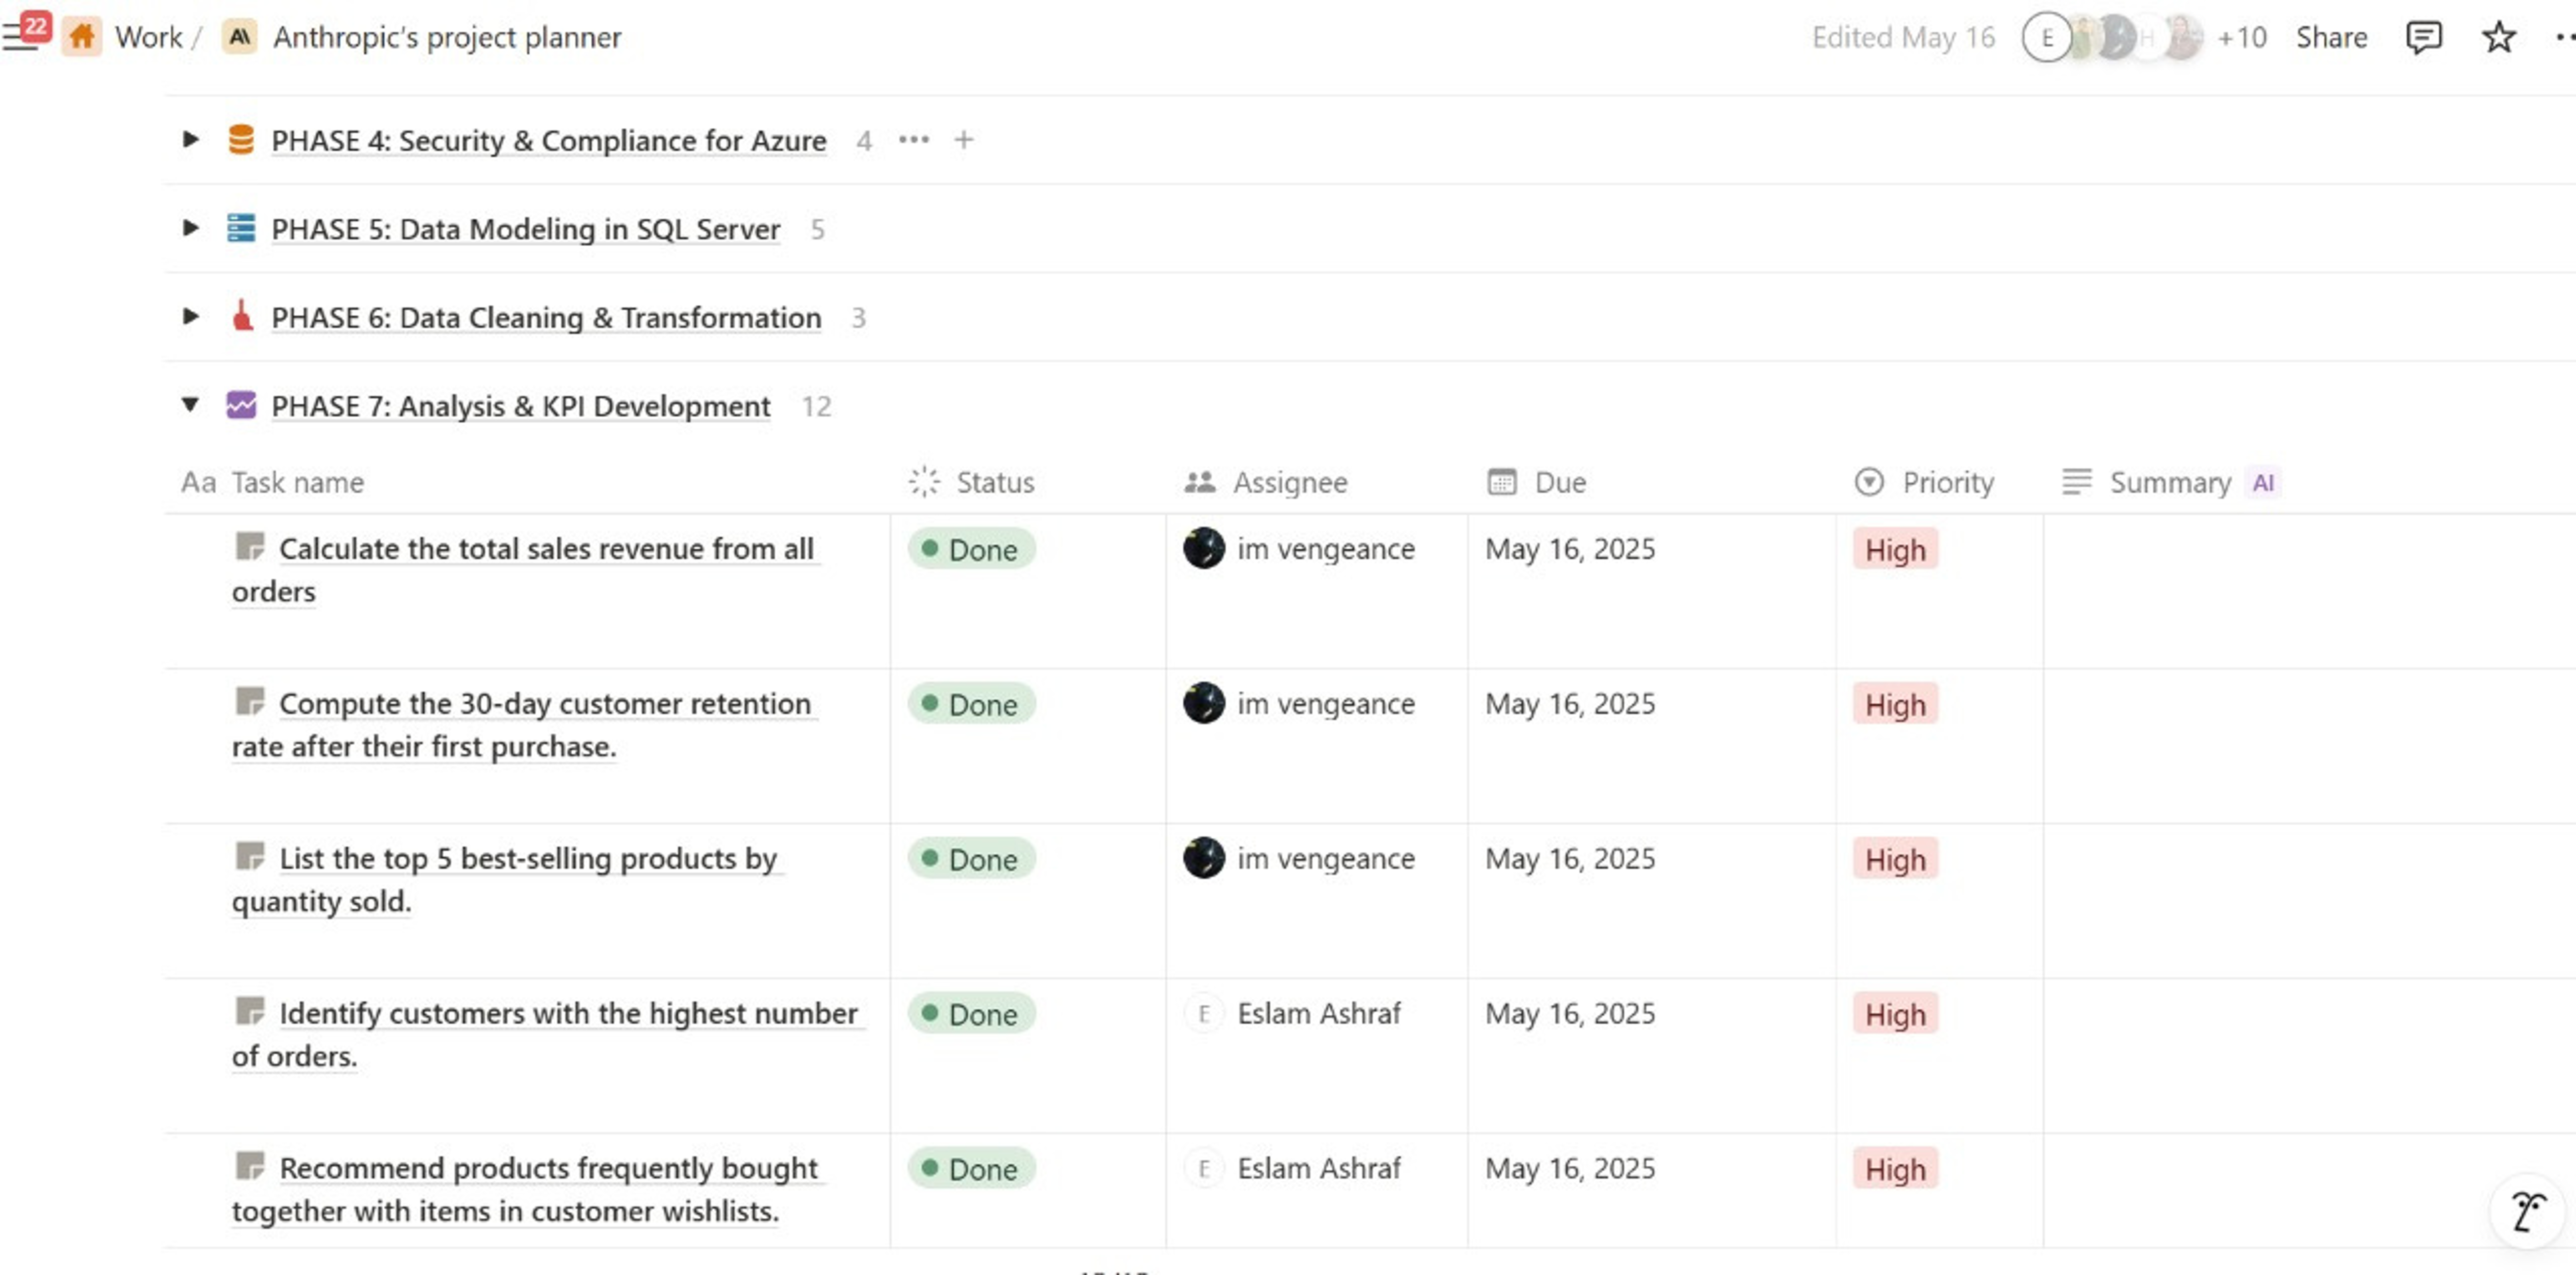 22 Work / A\ Anthropic's project planner Edited May 16 E H +10 Share
PHASE 4: Security & Compliance for Azure 4
PHASE 5: Data Modeling in SQL Server 5
PHASE 6: Data Cleaning & Transformation 3
PHASE 7: Analysis & KPI Development 12
Aa Task name Status Assignee Due Priority Summary AI
Calculate the total sales revenue from all Done im vengeance May 16, 2025 High
orders
Compute the 30-day customer retention Done im vengeance May 16, 2025 High
rate after their first purchase.
List the top 5 best-selling products by Done im vengeance May 16, 2025 High
quantity sold.
Identify customers with the highest number Done E Eslam Ashraf May 16, 2025 High
of orders.
Recommend products frequently bought Done E Eslam Ashraf May 16, 2025 High
together with items in customer wishlists.